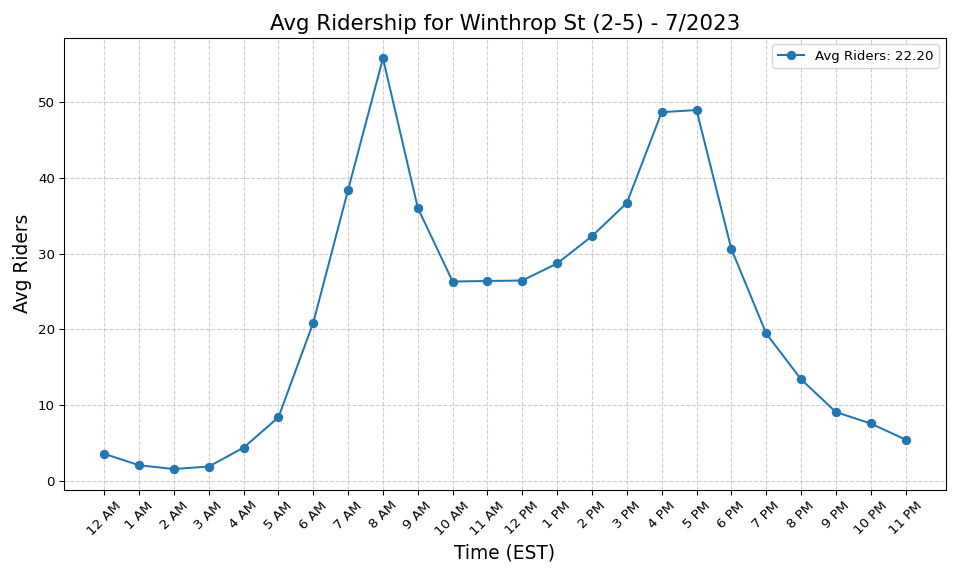 Avg Ridership for Winthrop St (2-5) - 7/2023
Avg Riders: 22.20
Avg Riders
50
40
30
20
10
0
12 AM
1 AM
2 AM
3 AM
4 AM
5 AM
6 AM
7 AM
8 AM
9 AM
10 AM
11 AM
12 PM
1 PM
2 PM
3 PM
4 PM
5 PM
6 PM
7 PM
8 PM
9 PM
10 PM
11 PM
Time (EST)